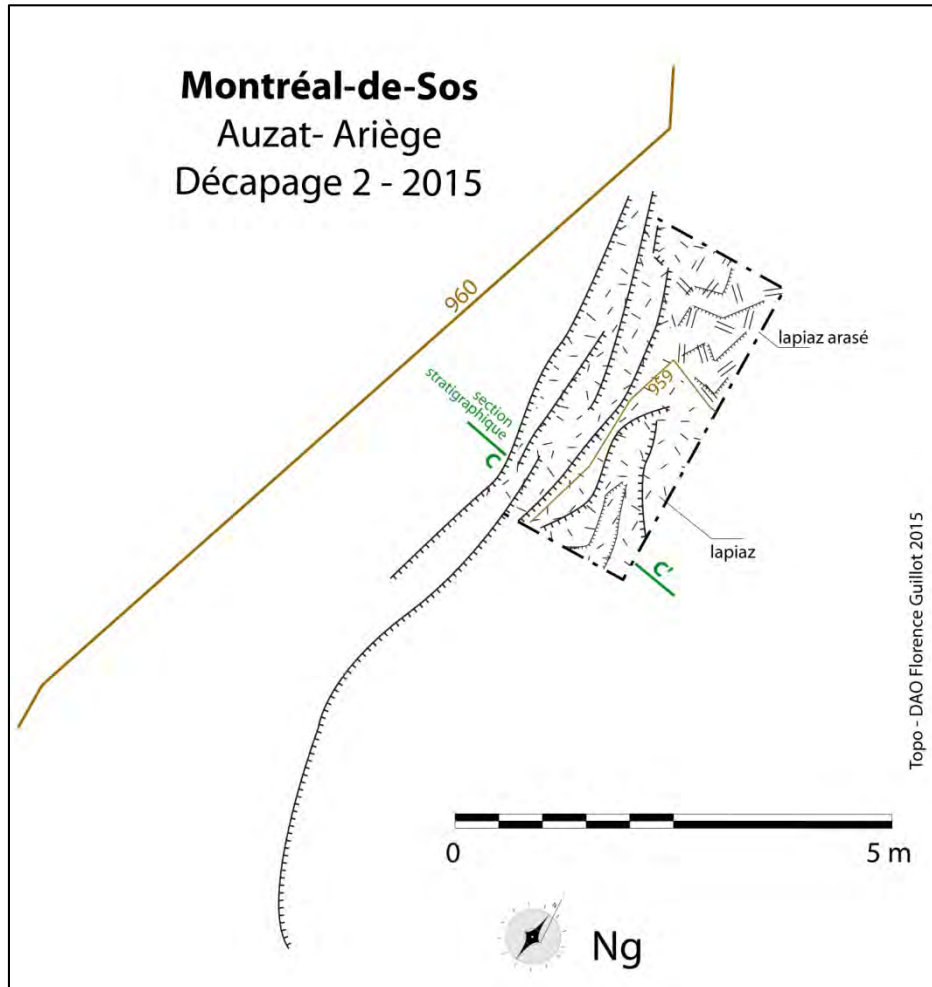 Montréal-de-Sos
Auzat- Ariège
Décapage 2 - 2015
960
lapiaz arasé
959
section
stratigraphique
C
lapiaz
C'
Topo - DAO Florence Guillot 2015
0
5 m
Ng